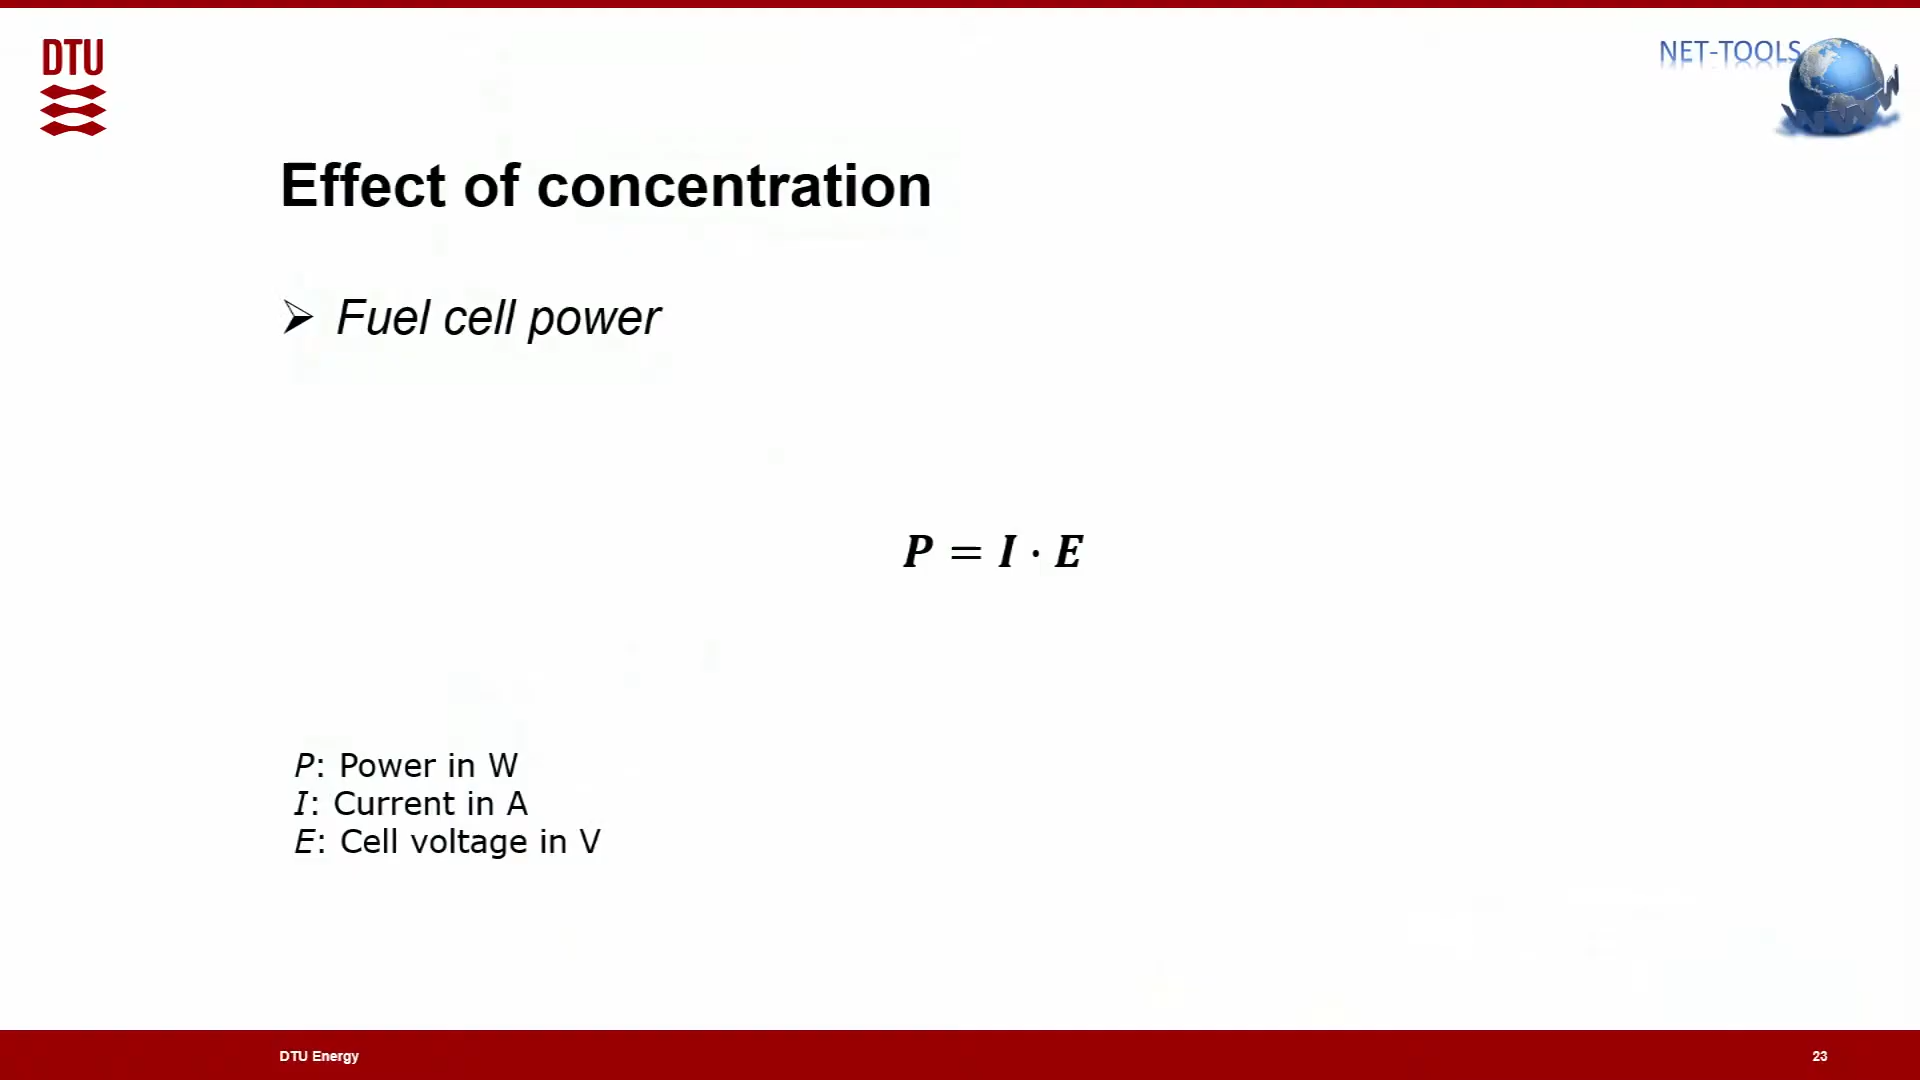 DTU
NET-TOOLS
WWW
Effect of concentration
➢ Fuel cell power
P = I · E
P: Power in W
I: Current in A
E: Cell voltage in V
DTU Energy
23